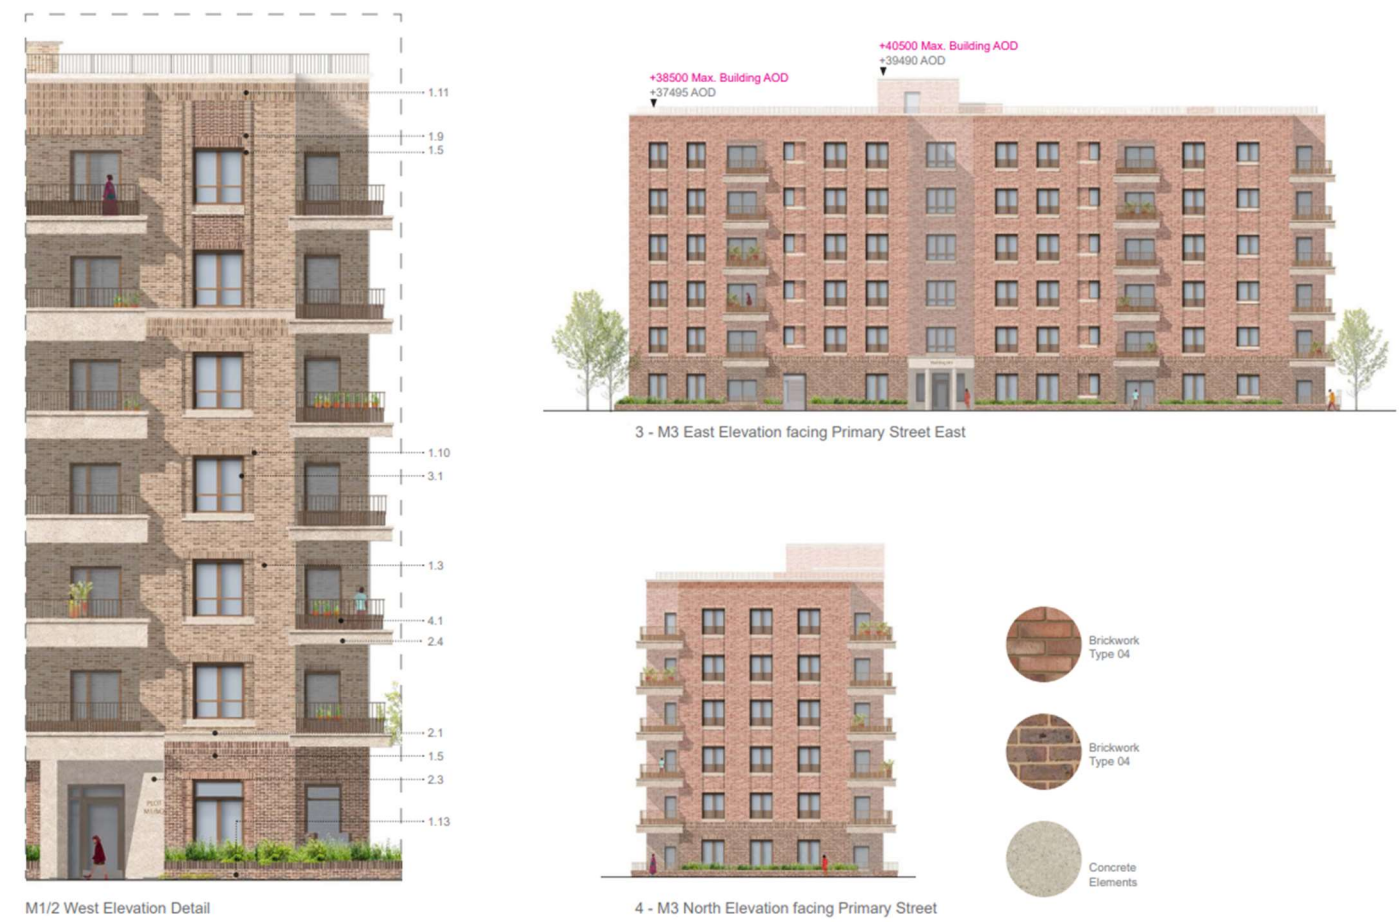 1.11
1.9
1.5
1.10
3.1
1.3
4.1
2.4
2.1
1.5
2.3
1.13
PLOT
M1/2 West Elevation Detail
+38500 Max. Building AOD
+37495 AOD
+40500 Max. Building AOD
+39490 AOD
3 - M3 East Elevation facing Primary Street East
4 - M3 North Elevation facing Primary Street
Brickwork
Type 04
Brickwork
Type 04
Concrete
Elements